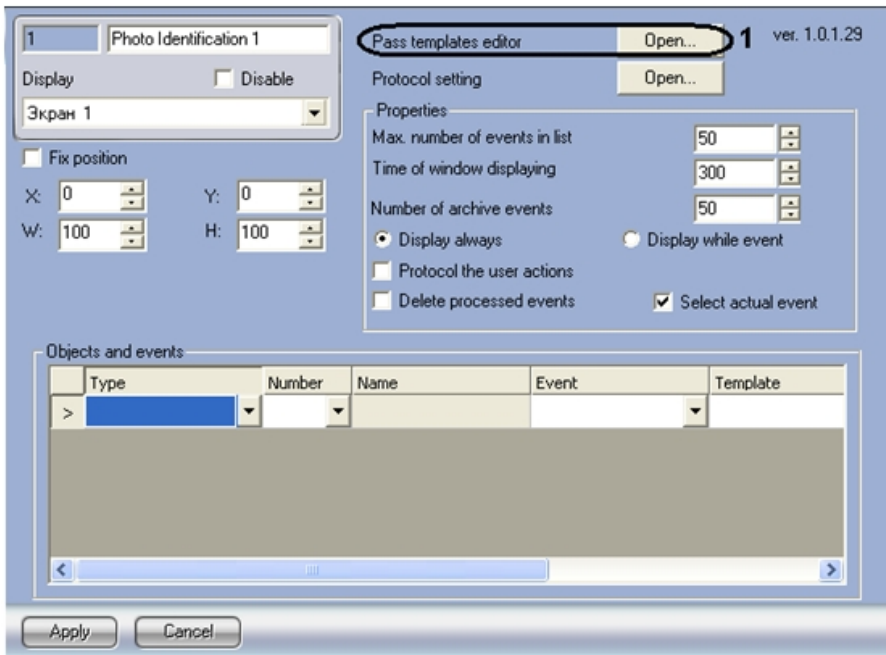 1 Photo Identification 1
Display Disable
Экран 1
Fix position
X: 0 Y: 0
W: 100 H: 100
Pass templates editor Open... 1 ver. 1.0.1.29
Protocol setting Open...
Properties
Max. number of events in list 50
Time of window displaying 300
Number of archive events 50
Display always Display while event
Protocol the user actions
Delete processed events Select actual event
Objects and events
Type Number Name Event Template
>
Apply Cancel